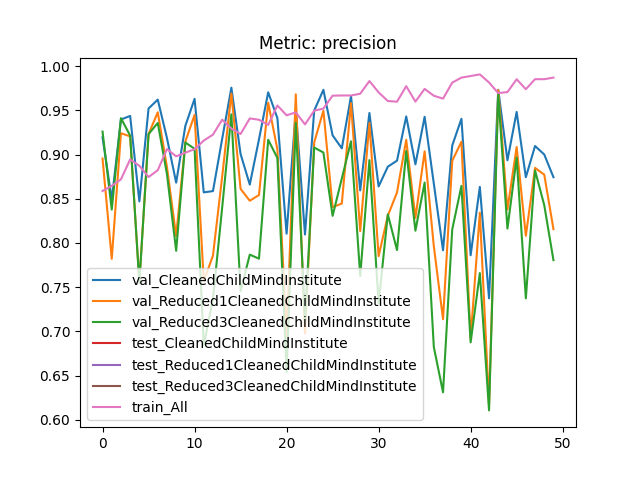 Metric: precision
1.00
0.95
0.90
0.85
0.80
0.75
0.70
0.65
0.60
val_CleanedChildMindInstitute
val_Reduced1CleanedChildMindInstitute
val_Reduced3CleanedChildMindInstitute
test_CleanedChildMindInstitute
test_Reduced1CleanedChildMindInstitute
test_Reduced3CleanedChildMindInstitute
train_All
0 10 20 30 40 50